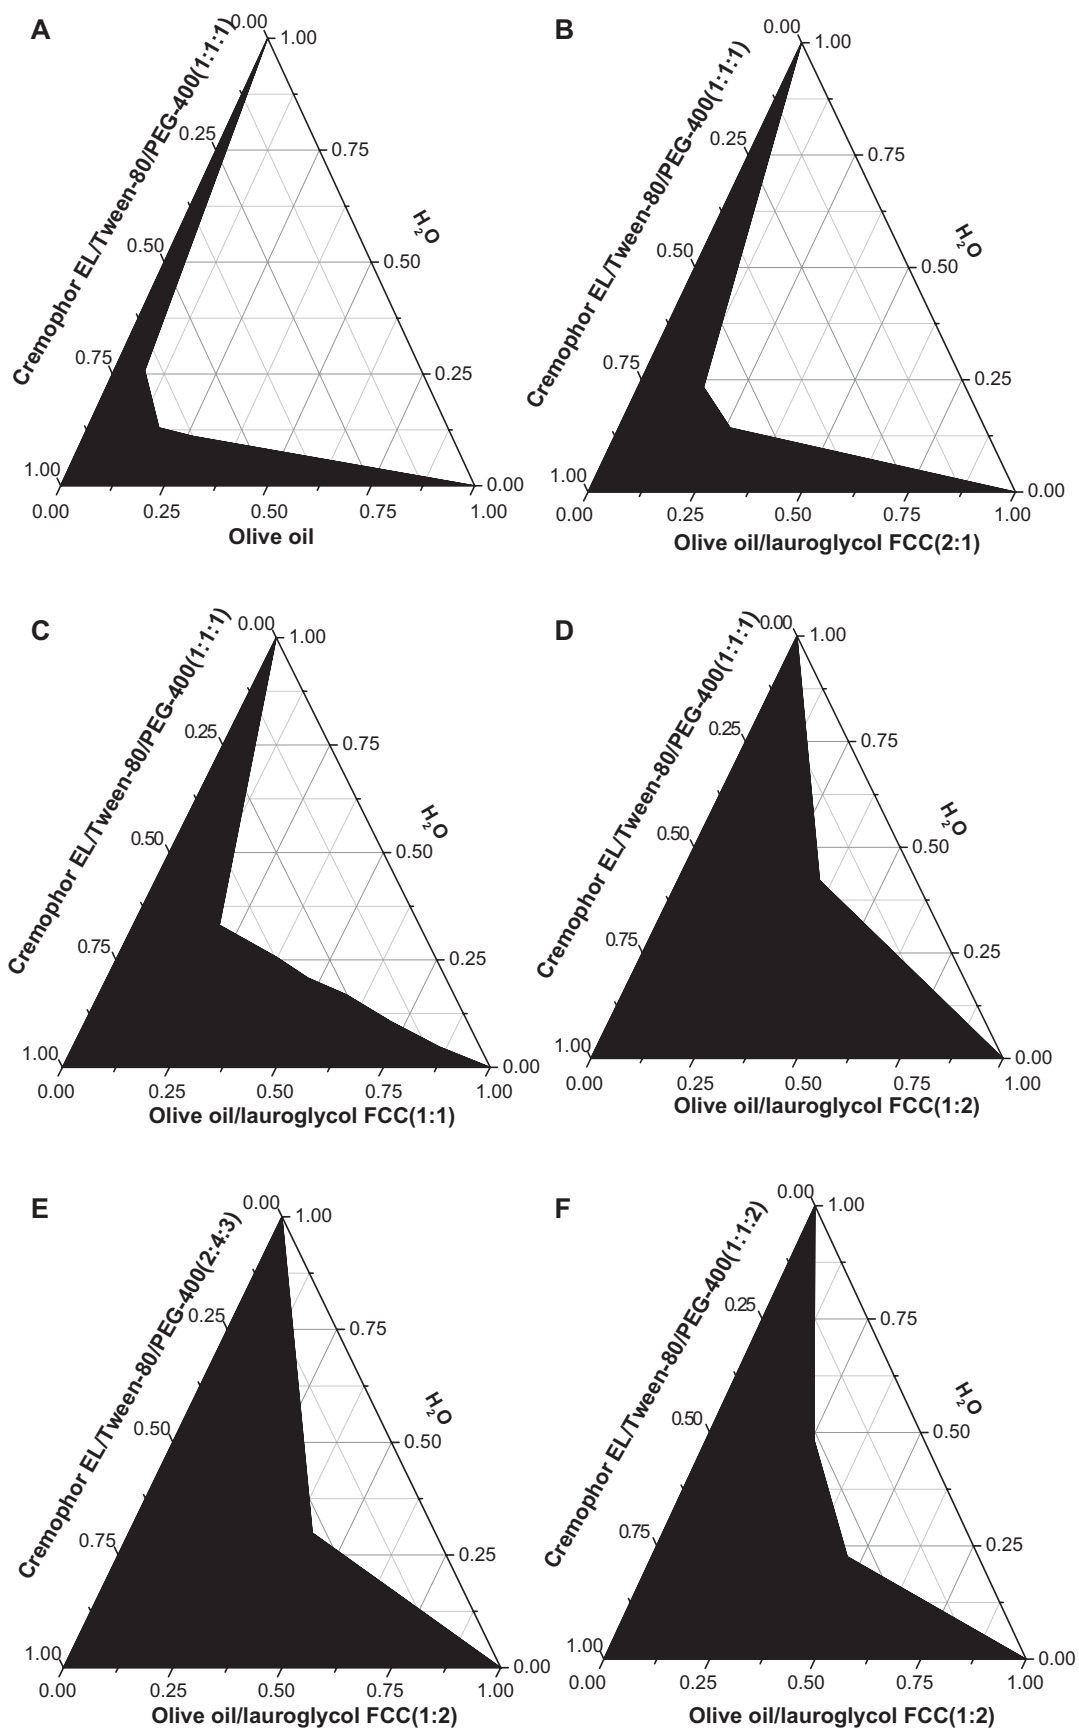 A
Cremophor EL/Tween-80/PEG-400(1:1:1)
0.00
1.00
0.25
0.75
H₂O
0.50
0.50
0.75
0.25
1.00
0.00
0.00 0.25 0.50 0.75 1.00
Olive oil
B
Cremophor EL/Tween-80/PEG-400(1:1:1)
0.00
1.00
0.25
0.75
H₂O
0.50
0.50
0.75
0.25
1.00
0.00
0.00 0.25 0.50 0.75 1.00
Olive oil/lauroglycol FCC(2:1)
C
Cremophor EL/Tween-80/PEG-400(1:1:1)
0.00
1.00
0.25
0.75
H₂O
0.50
0.50
0.75
0.25
1.00
0.00
0.00 0.25 0.50 0.75 1.00
Olive oil/lauroglycol FCC(1:1)
D
Cremophor EL/Tween-80/PEG-400(1:1:1)
0.00
1.00
0.25
0.75
H₂O
0.50
0.50
0.75
0.25
1.00
0.00
0.00 0.25 0.50 0.75 1.00
Olive oil/lauroglycol FCC(1:2)
E
Cremophor EL/Tween-80/PEG-400(2:4:3)
0.00
1.00
0.25
0.75
H₂O
0.50
0.50
0.75
0.25
1.00
0.00
0.00 0.25 0.50 0.75 1.00
Olive oil/lauroglycol FCC(1:2)
F
Cremophor EL/Tween-80/PEG-400(1:1:2)
0.00
1.00
0.25
0.75
H₂O
0.50
0.50
0.75
0.25
1.00
0.00
0.00 0.25 0.50 0.75 1.00
Olive oil/lauroglycol FCC(1:2)